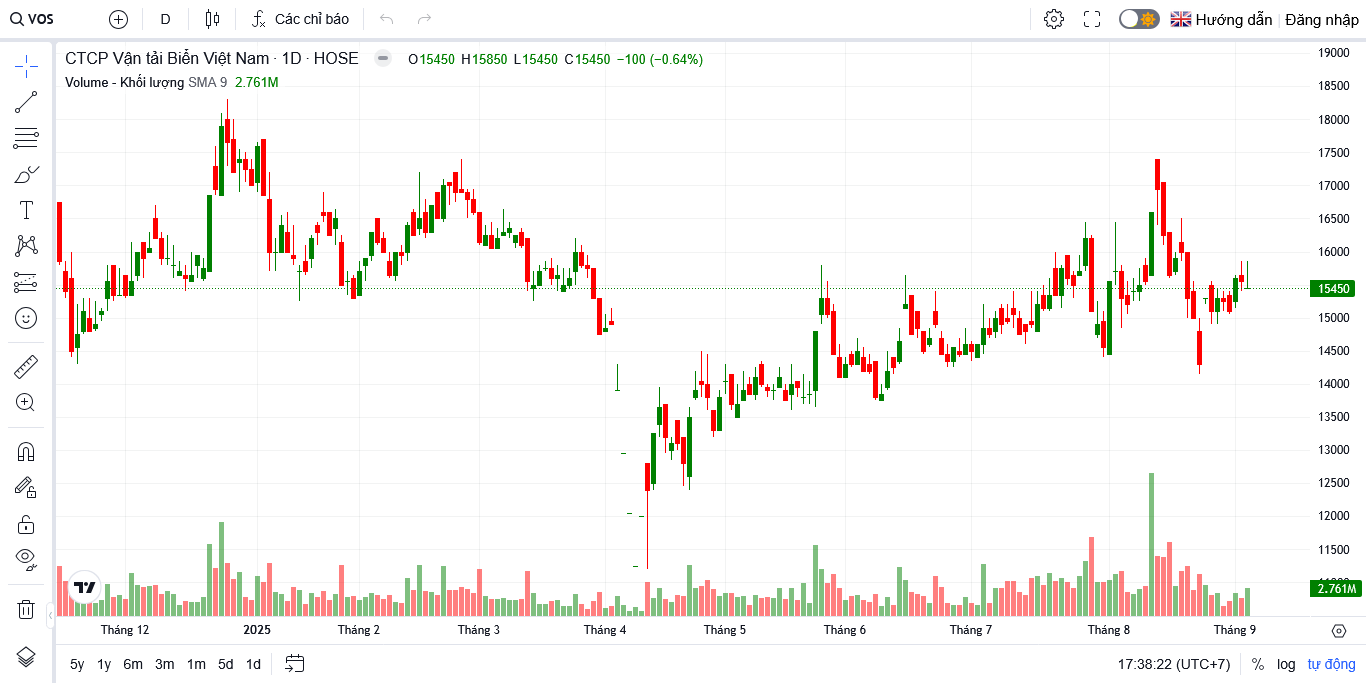 VOS D Các chỉ báo Hướng dẫn Đăng nhập
CTCP Vận tải Biển Việt Nam · 1D · HOSE O15450 H15850 L15450 C15450 −100 (−0.64%)
Volume - Khối lượng SMA 9 2.761M
19000
18500
18000
17500
17000
16500
16000
15450
15000
14500
14000
13500
13000
12500
12000
11500
2.761M
Tháng 12 2025 Tháng 2 Tháng 3 Tháng 4 Tháng 5 Tháng 6 Tháng 7 Tháng 8 Tháng 9
5y 1y 6m 3m 1m 5d 1d 17:38:22 (UTC+7) % log tự động